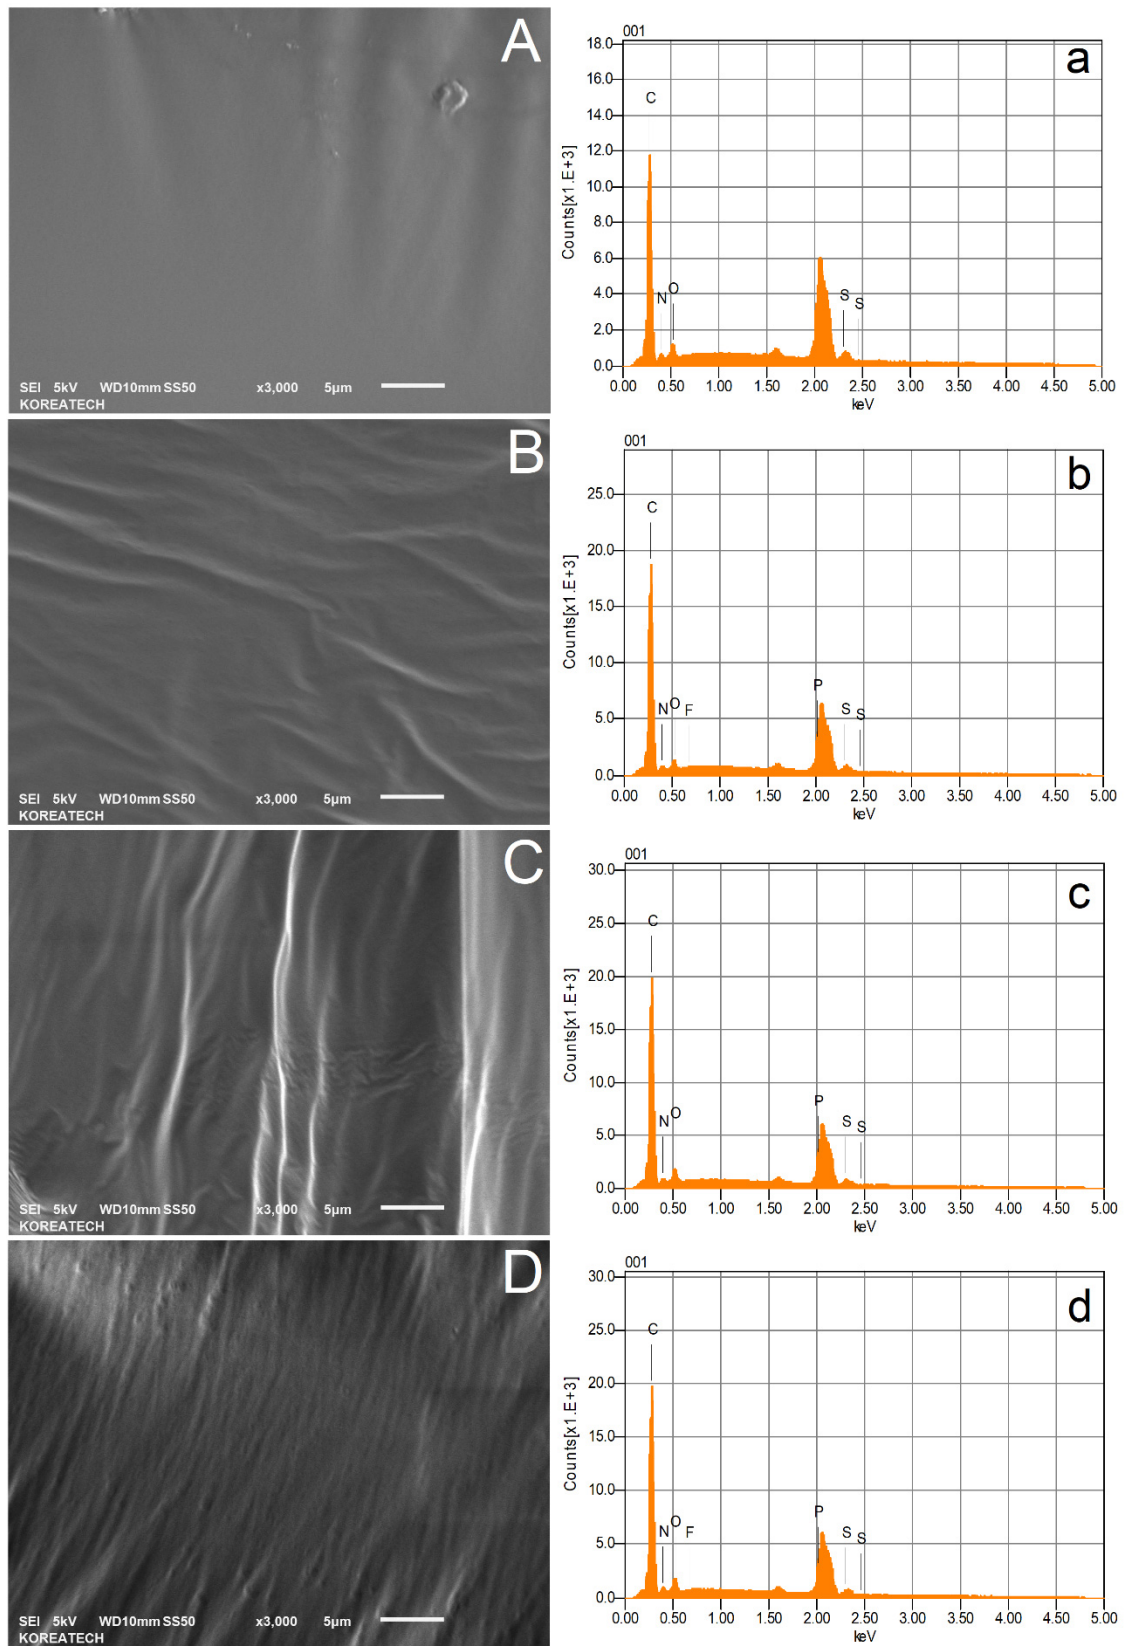 A
SEI 5kV WD10mm SS50 x3,000 5µm
KOREATECH
001
a
18.0
16.0
14.0
12.0
10.0
8.0
6.0
4.0
2.0
0.0
Counts[x1.E+3]
C
N
O
S
S
0.00 0.50 1.00 1.50 2.00 2.50 3.00 3.50 4.00 4.50 5.00
keV
B
SEI 5kV WD10mm SS50 x3,000 5µm
KOREATECH
001
b
25.0
20.0
15.0
10.0
5.0
0.0
Counts[x1.E+3]
C
N
O
F
P
S
S
0.00 0.50 1.00 1.50 2.00 2.50 3.00 3.50 4.00 4.50 5.00
keV
C
SEI 5kV WD10mm SS50 x3,000 5µm
KOREATECH
001
c
30.0
25.0
20.0
15.0
10.0
5.0
0.0
Counts[x1.E+3]
C
N
O
P
S
S
0.00 0.50 1.00 1.50 2.00 2.50 3.00 3.50 4.00 4.50 5.00
keV
D
SEI 5kV WD10mm SS50 x3,000 5µm
KOREATECH
001
d
30.0
25.0
20.0
15.0
10.0
5.0
0.0
Counts[x1.E+3]
C
N
O
F
P
S
S
0.00 0.50 1.00 1.50 2.00 2.50 3.00 3.50 4.00 4.50 5.00
keV